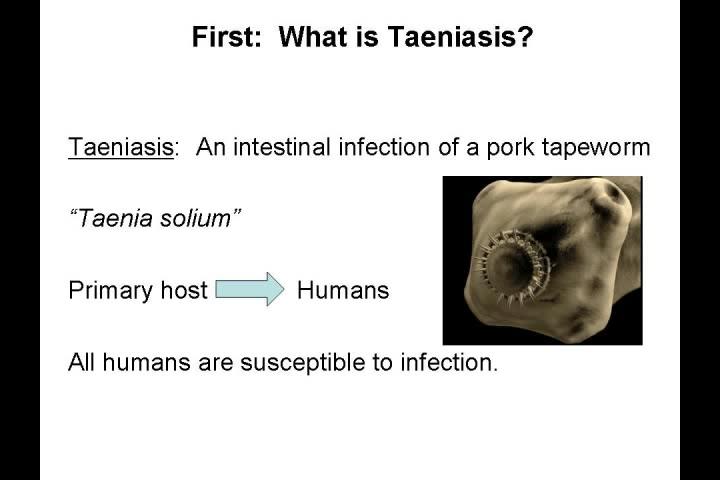 First: What is Taeniasis?
Taeniasis: An intestinal infection of a pork tapeworm
“Taenia solium”
Primary host Humans
All humans are susceptible to infection.